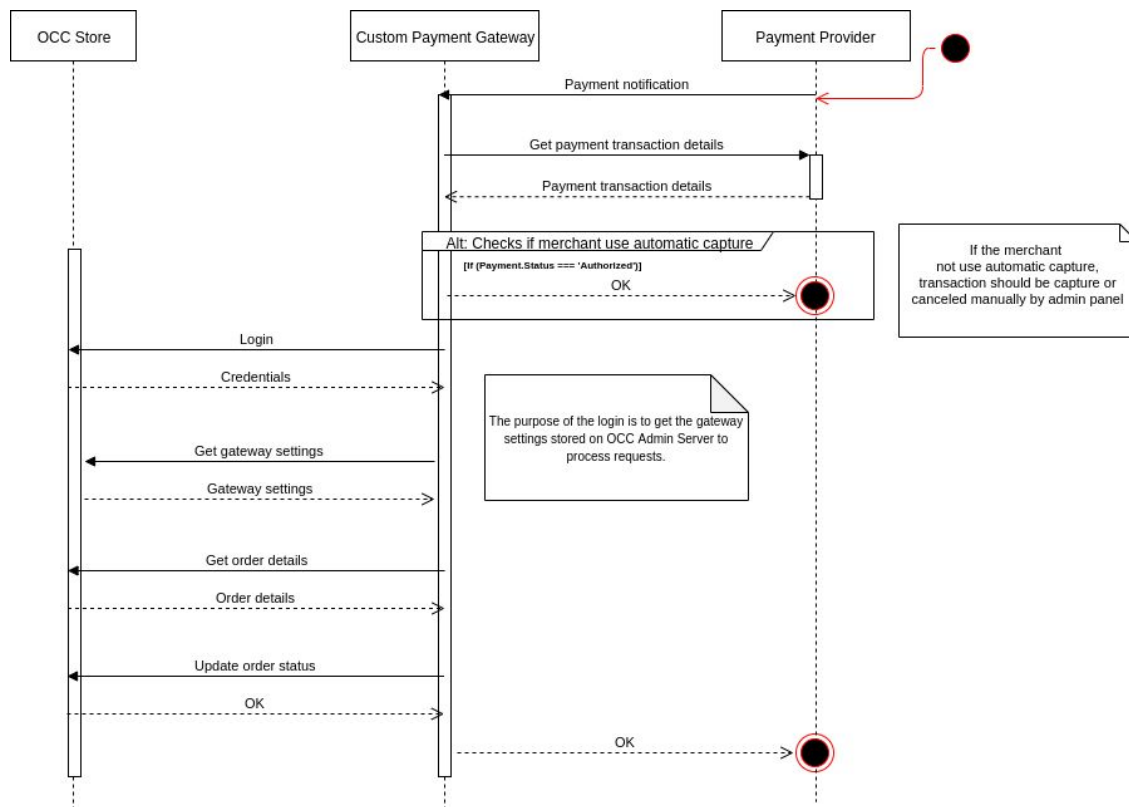 OCC Store
Custom Payment Gateway
Payment Provider
Payment notification
Get payment transaction details
Payment transaction details
Alt: Checks if merchant use automatic capture
[If (Payment.Status === 'Authorized')]
OK
If the merchant
not use automatic capture,
transaction should be capture or
canceled manually by admin panel
Login
Credentials
The purpose of the login is to get the gateway
settings stored on OCC Admin Server to
process requests.
Get gateway settings
Gateway settings
Get order details
Order details
Update order status
OK
OK